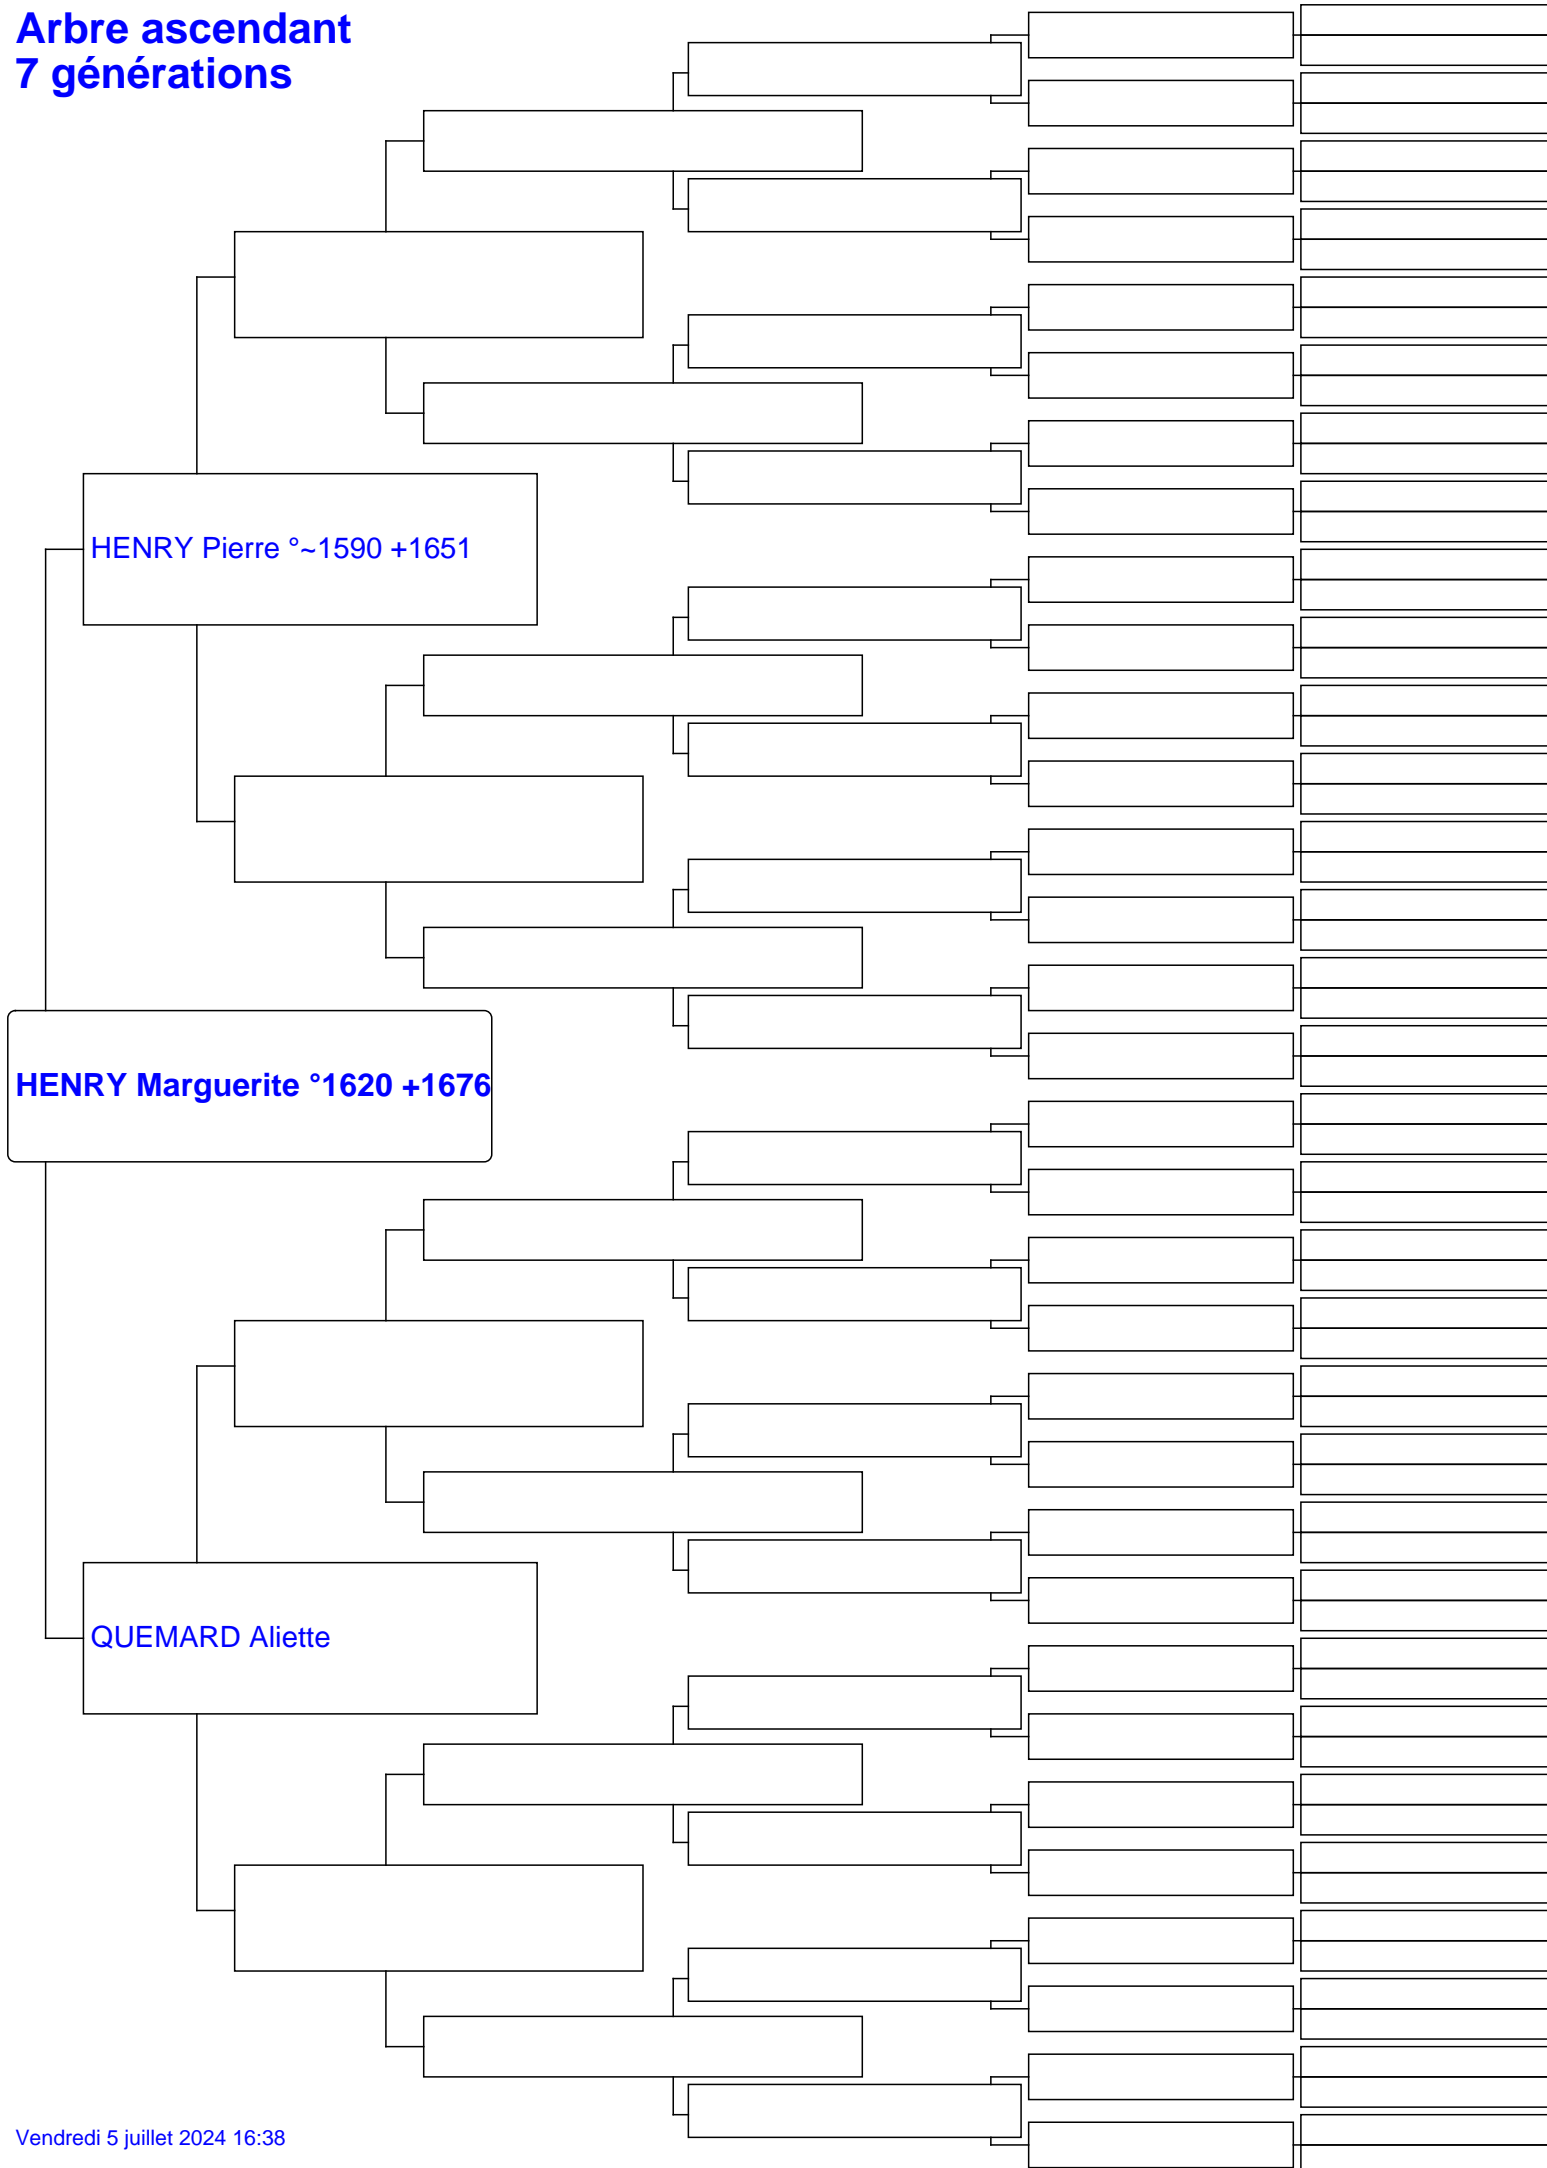 Arbre ascendant
7 générations
HENRY Pierre °~1590 +1651
HENRY Marguerite °1620 +1676
QUEMARD Aliette
Vendredi 5 juillet 2024 16:38